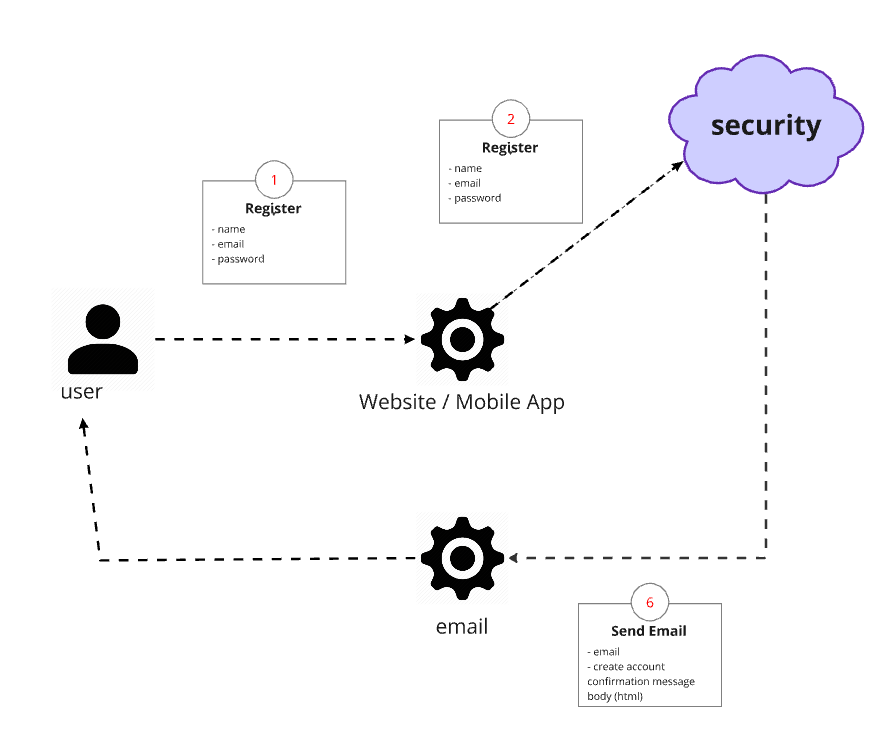 security
2
Register
- name
- email
- password
1
Register
- name
- email
- password
user
Website / Mobile App
email
6
Send Email
- email
- create account
confirmation message
body (html)